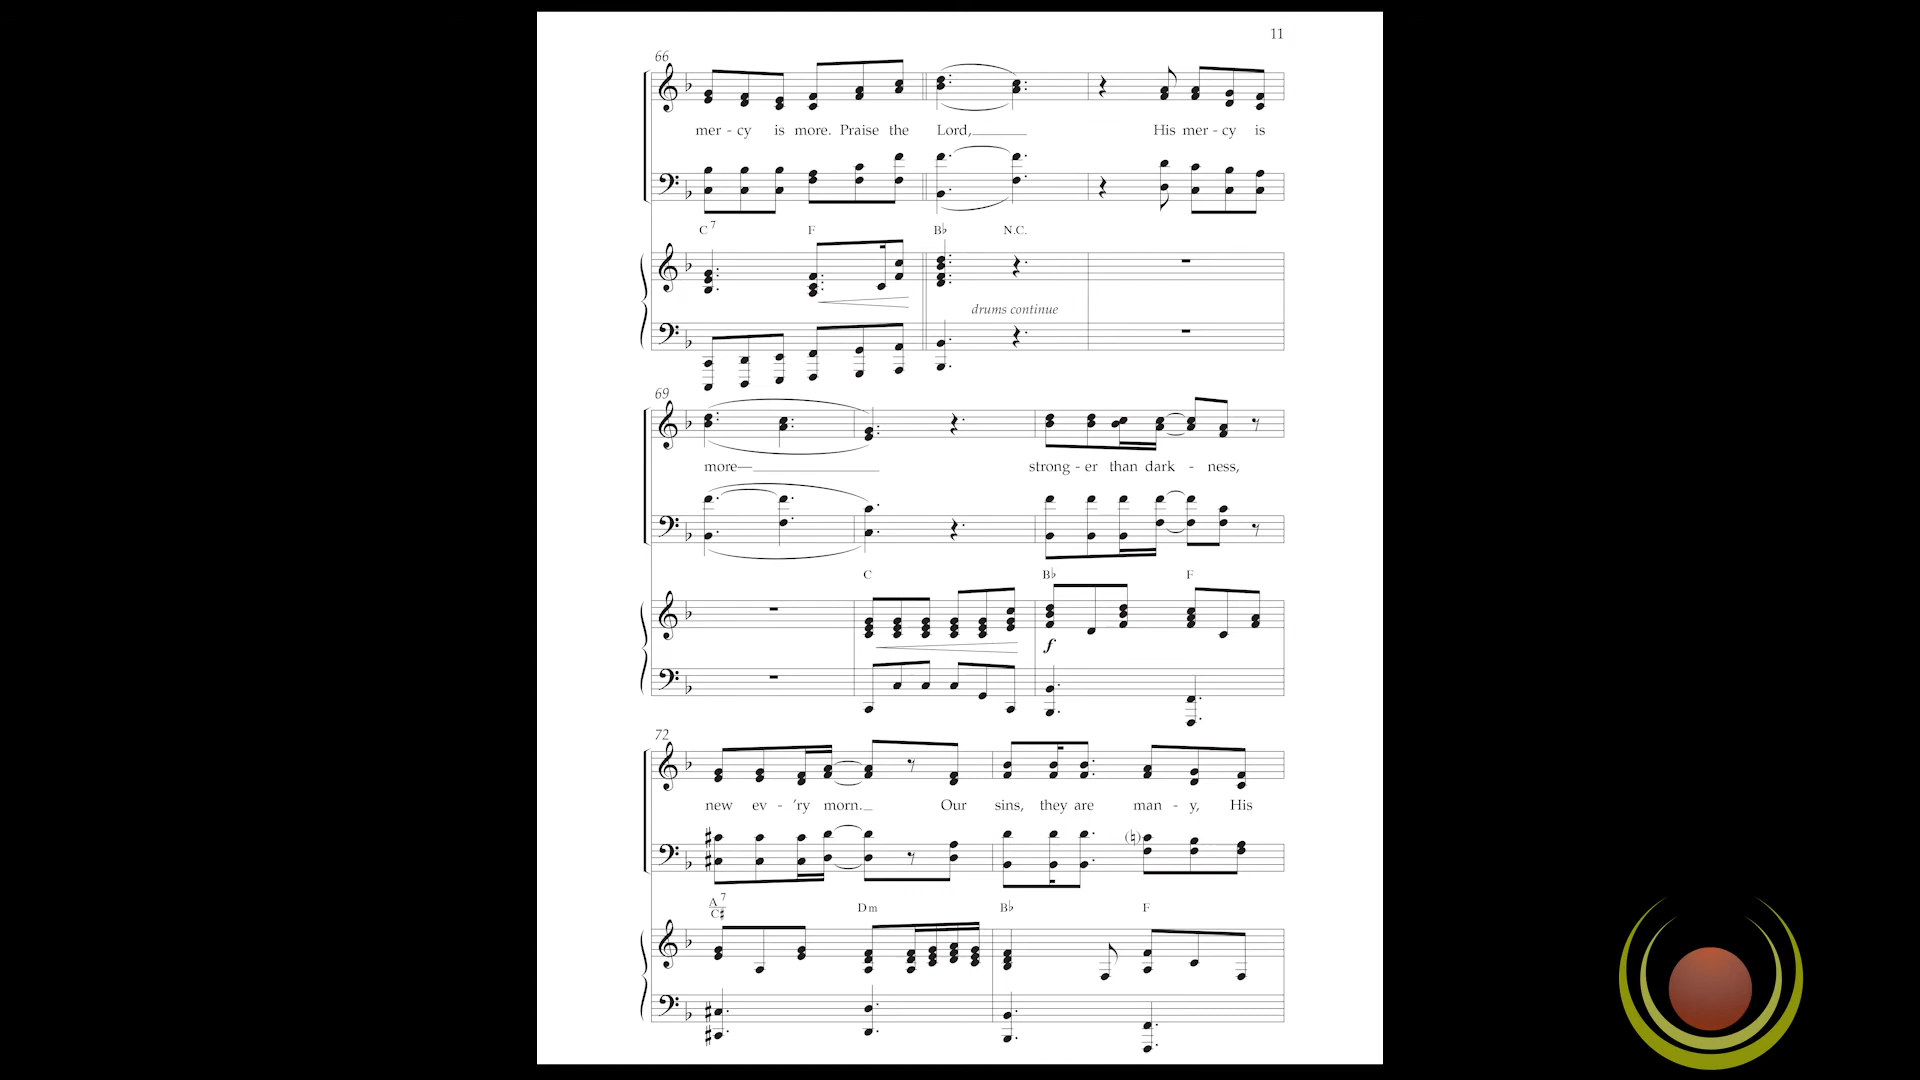 11
66
mer - cy is more. Praise the Lord, His mer - cy is
C7 F B♭ N.C.
drums continue
69
more— strong - er than dark - ness,
C B♭ F
f
72
new ev - 'ry morn. Our sins, they are man - y, His
A7/C♯ Dm B♭ F